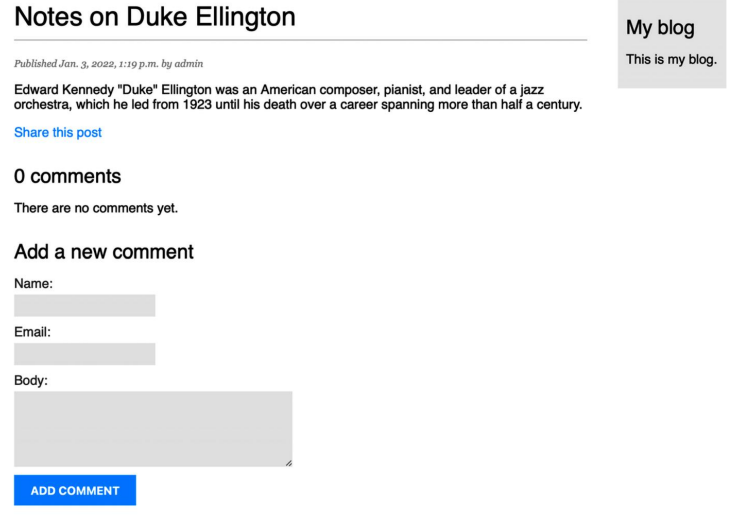 Notes on Duke Ellington
Published Jan. 3, 2022, 1:19 p.m. by admin
Edward Kennedy "Duke" Ellington was an American composer, pianist, and leader of a jazz
orchestra, which he led from 1923 until his death over a career spanning more than half a century.
Share this post
0 comments
There are no comments yet.
Add a new comment
Name:
Email:
Body:
ADD COMMENT
My blog
This is my blog.